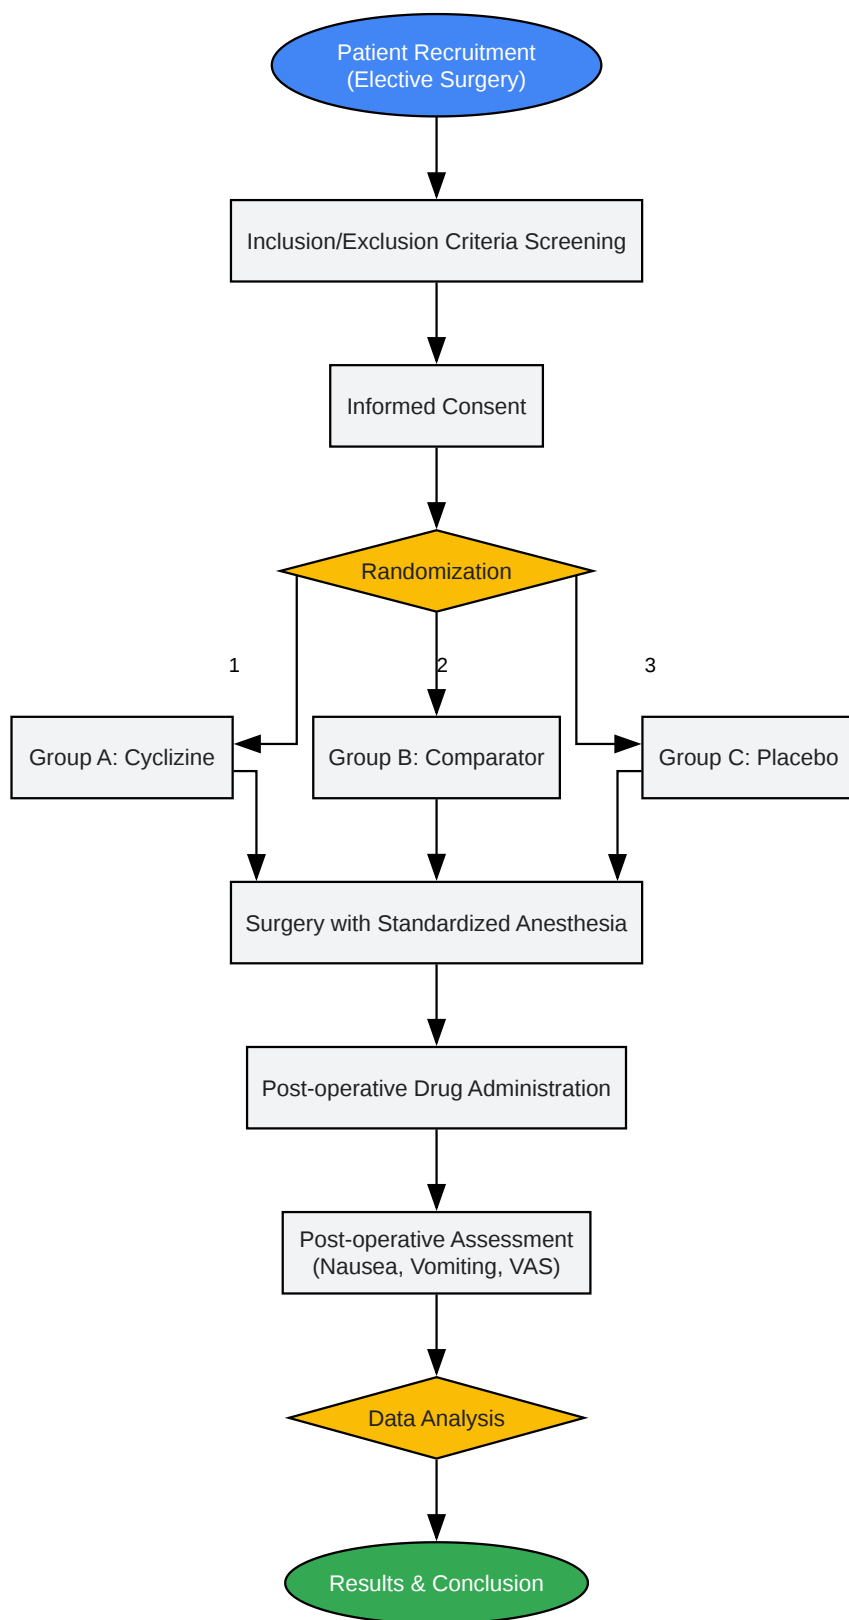 Patient Recruitment
(Elective Surgery)
Inclusion/Exclusion Criteria Screening
Informed Consent
Randomization
1
2
3
Group A: Cyclizine
Group B: Comparator
Group C: Placebo
Surgery with Standardized Anesthesia
Post-operative Drug Administration
Post-operative Assessment
(Nausea, Vomiting, VAS)
Data Analysis
Results & Conclusion